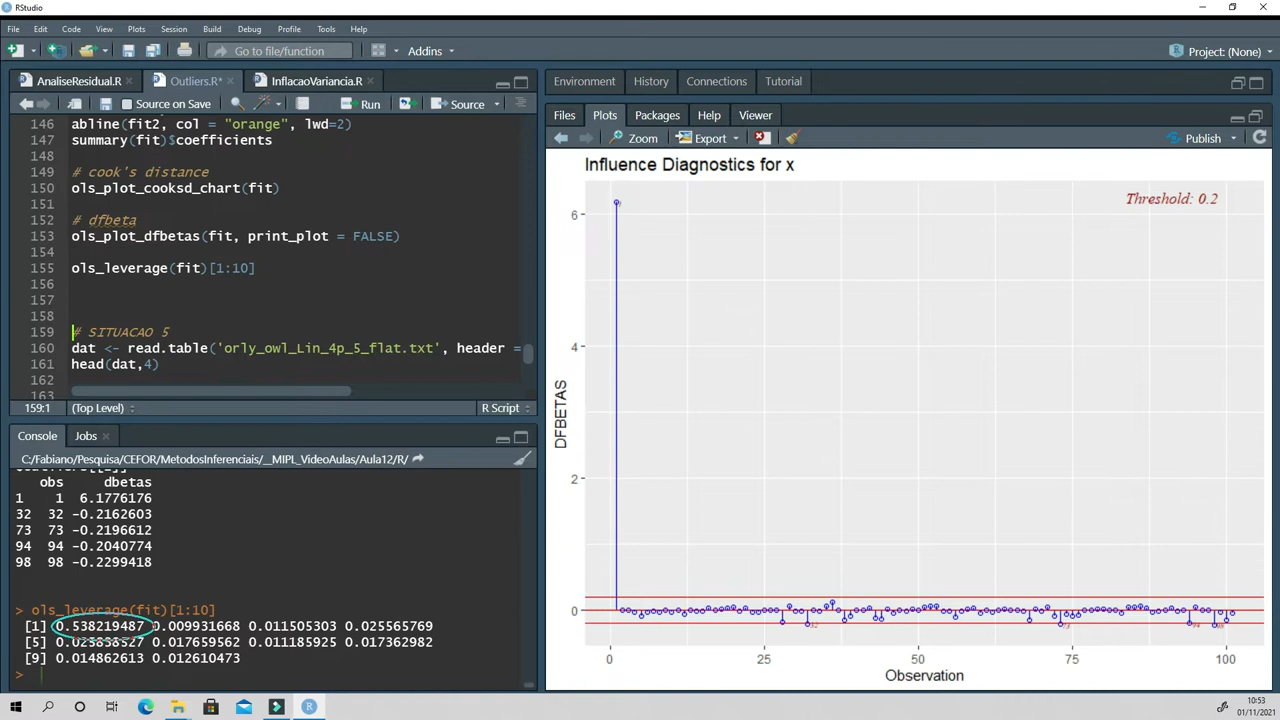 RStudio
File Edit Code View Plots Session Build Debug Profile Tools Help
Go to file/function Addins Project: (None)
AnaliseResidual.R Outliers.R* InflacaoVariancia.R
Source on Save Run Source
146 abline(fit2, col = "orange", lwd=2)
147 summary(fit)$coefficients
148
149 # cook's distance
150 ols_plot_cooksd_chart(fit)
151
152 # dfbeta
153 ols_plot_dfbetas(fit, print_plot = FALSE)
154
155 ols_leverage(fit)[1:10]
156
157
158
159 # SITUACAO 5
160 dat <- read.table('orly_owl_Lin_4p_5_flat.txt', header =
161 head(dat,4)
162
163
159:1 (Top Level) R Script
Console Jobs
C:/Fabiano/Pesquisa/CEFOR/MetodosInferenciais/__MIPL_VideoAulas/Aula12/R/
obs dbetas
1 1 6.1776176
32 32 -0.2162603
73 73 -0.2196612
94 94 -0.2040774
98 98 -0.2299418
> ols_leverage(fit)[1:10]
[1] 0.538219487 0.009931668 0.011505303 0.055565769
[5] 0.017659562 0.011185925 0.017362982
[9] 0.014862613 0.012610473
>
Environment History Connections Tutorial
Files Plots Packages Help Viewer
Zoom Export Publish
Influence Diagnostics for x
Threshold: 0.2
DFBETAS
6
4
2
0
1
32
73
94
98
0 25 50 75 100
Observation
10:53
01/11/2021